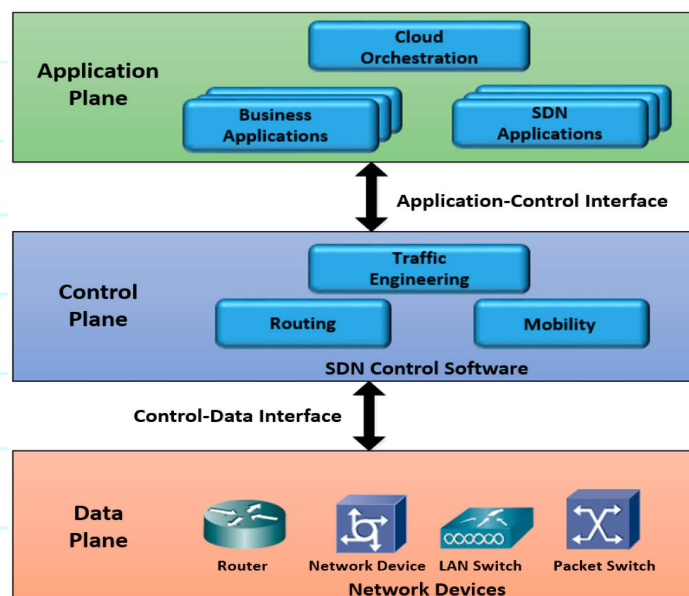 Application
Plane
Cloud
Orchestration
Business
Applications
SDN
Applications
Application-Control Interface
Control
Plane
Traffic
Engineering
Routing
Mobility
SDN Control Software
Control-Data Interface
Data
Plane
Router
Network Device
LAN Switch
Packet Switch
Network Devices